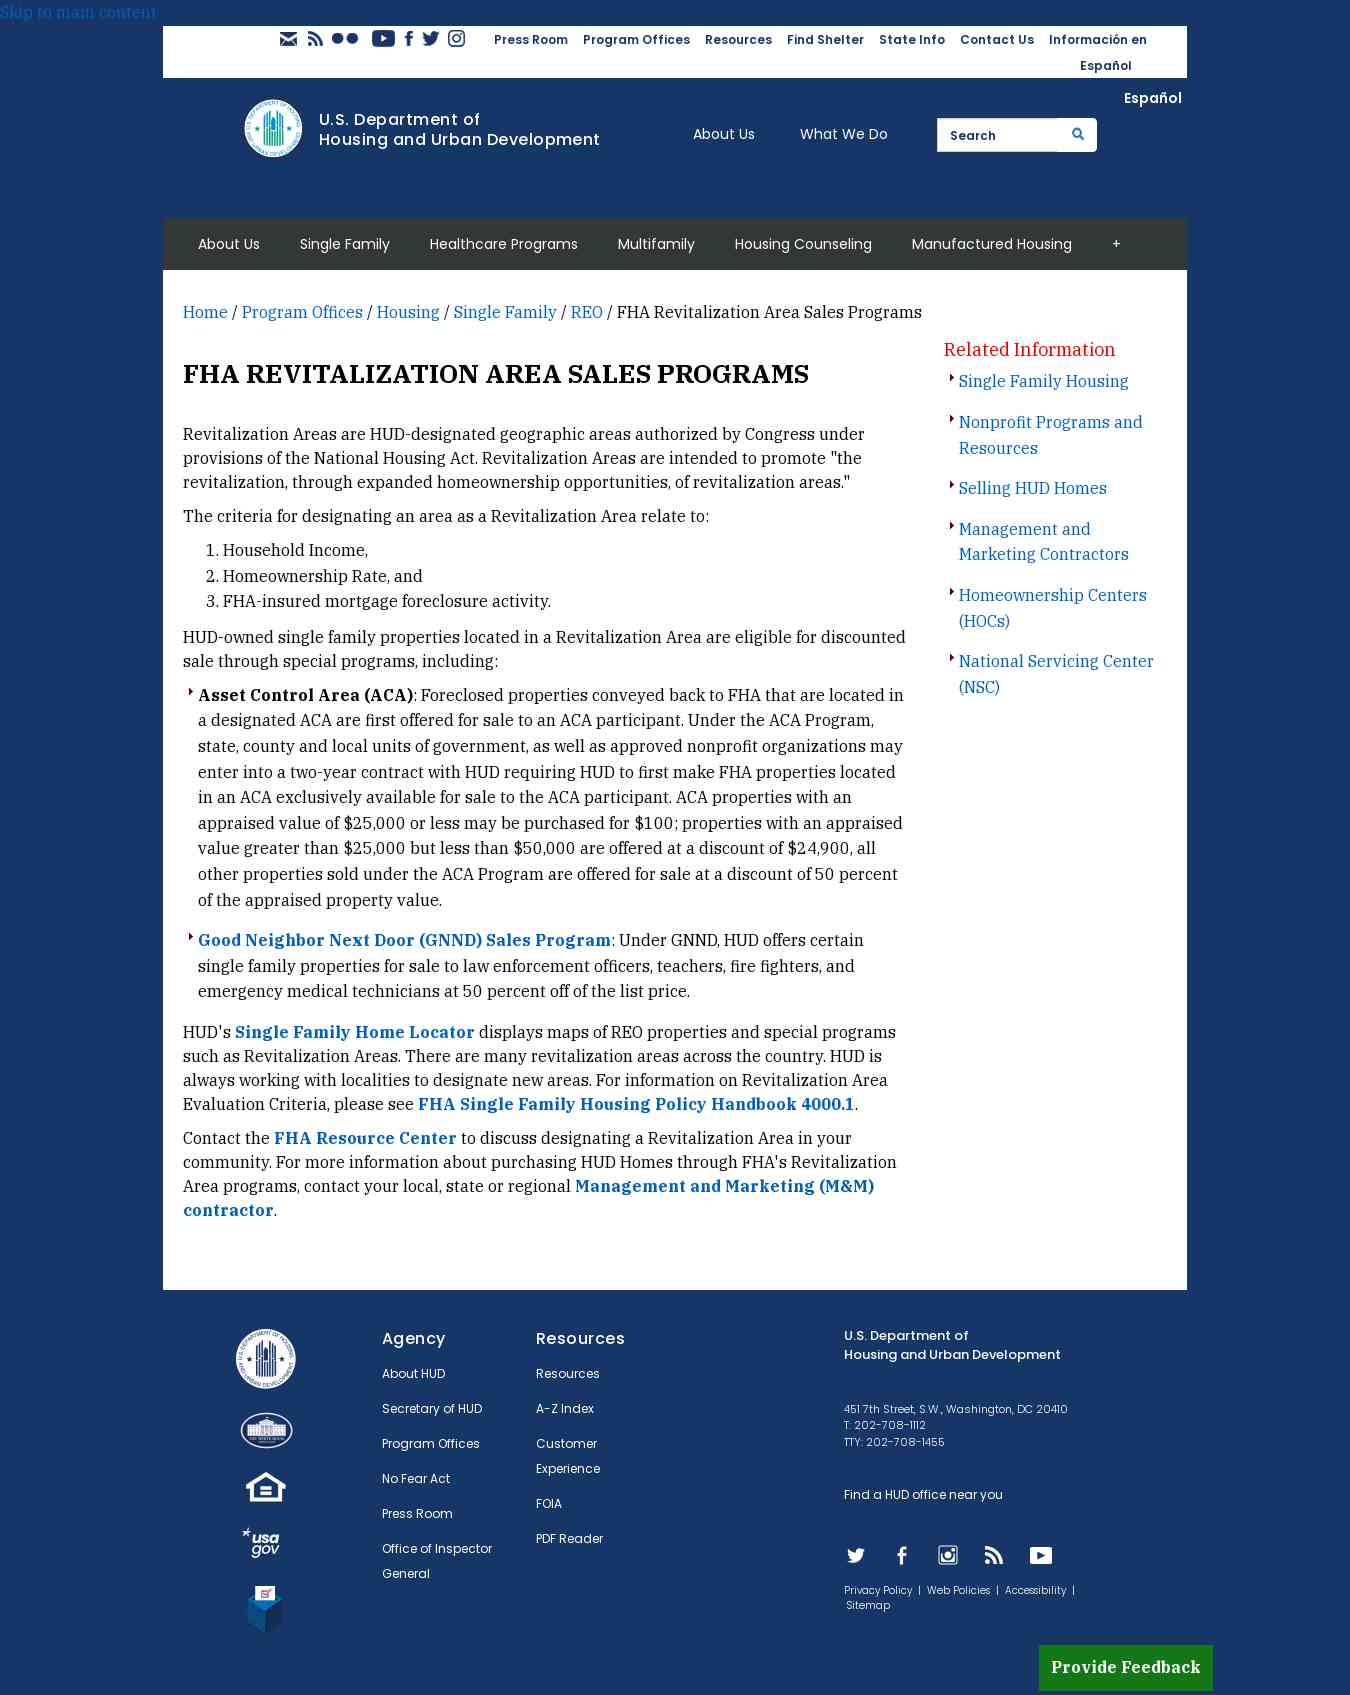 Skip to main content
Press Room Program Offices Resources Find Shelter State Info Contact Us Información en
Español
Español
U.S. Department of
Housing and Urban Development
About Us What We Do
Search
About Us Single Family Healthcare Programs Multifamily Housing Counseling Manufactured Housing +
Home / Program Offices / Housing / Single Family / REO / FHA Revitalization Area Sales Programs
FHA REVITALIZATION AREA SALES PROGRAMS
Revitalization Areas are HUD-designated geographic areas authorized by Congress under
provisions of the National Housing Act. Revitalization Areas are intended to promote "the
revitalization, through expanded homeownership opportunities, of revitalization areas."
The criteria for designating an area as a Revitalization Area relate to:
1. Household Income,
2. Homeownership Rate, and
3. FHA-insured mortgage foreclosure activity.
HUD-owned single family properties located in a Revitalization Area are eligible for discounted
sale through special programs, including:
Asset Control Area (ACA): Foreclosed properties conveyed back to FHA that are located in
a designated ACA are first offered for sale to an ACA participant. Under the ACA Program,
state, county and local units of government, as well as approved nonprofit organizations may
enter into a two-year contract with HUD requiring HUD to first make FHA properties located
in an ACA exclusively available for sale to the ACA participant. ACA properties with an
appraised value of $25,000 or less may be purchased for $100; properties with an appraised
value greater than $25,000 but less than $50,000 are offered at a discount of $24,900, all
other properties sold under the ACA Program are offered for sale at a discount of 50 percent
of the appraised property value.
Good Neighbor Next Door (GNND) Sales Program: Under GNND, HUD offers certain
single family properties for sale to law enforcement officers, teachers, fire fighters, and
emergency medical technicians at 50 percent off of the list price.
HUD's Single Family Home Locator displays maps of REO properties and special programs
such as Revitalization Areas. There are many revitalization areas across the country. HUD is
always working with localities to designate new areas. For information on Revitalization Area
Evaluation Criteria, please see FHA Single Family Housing Policy Handbook 4000.1.
Contact the FHA Resource Center to discuss designating a Revitalization Area in your
community. For more information about purchasing HUD Homes through FHA's Revitalization
Area programs, contact your local, state or regional Management and Marketing (M&M)
contractor.
Related Information
Single Family Housing
Nonprofit Programs and
Resources
Selling HUD Homes
Management and
Marketing Contractors
Homeownership Centers
(HOCs)
National Servicing Center
(NSC)
usa
gov
Agency
About HUD
Secretary of HUD
Program Offices
No Fear Act
Press Room
Office of Inspector
General
Resources
Resources
A-Z Index
Customer
Experience
FOIA
PDF Reader
U.S. Department of
Housing and Urban Development
451 7th Street, S.W., Washington, DC 20410
T: 202-708-1112
TTY: 202-708-1455
Find a HUD office near you
Privacy Policy | Web Policies | Accessibility |
Sitemap
Provide Feedback